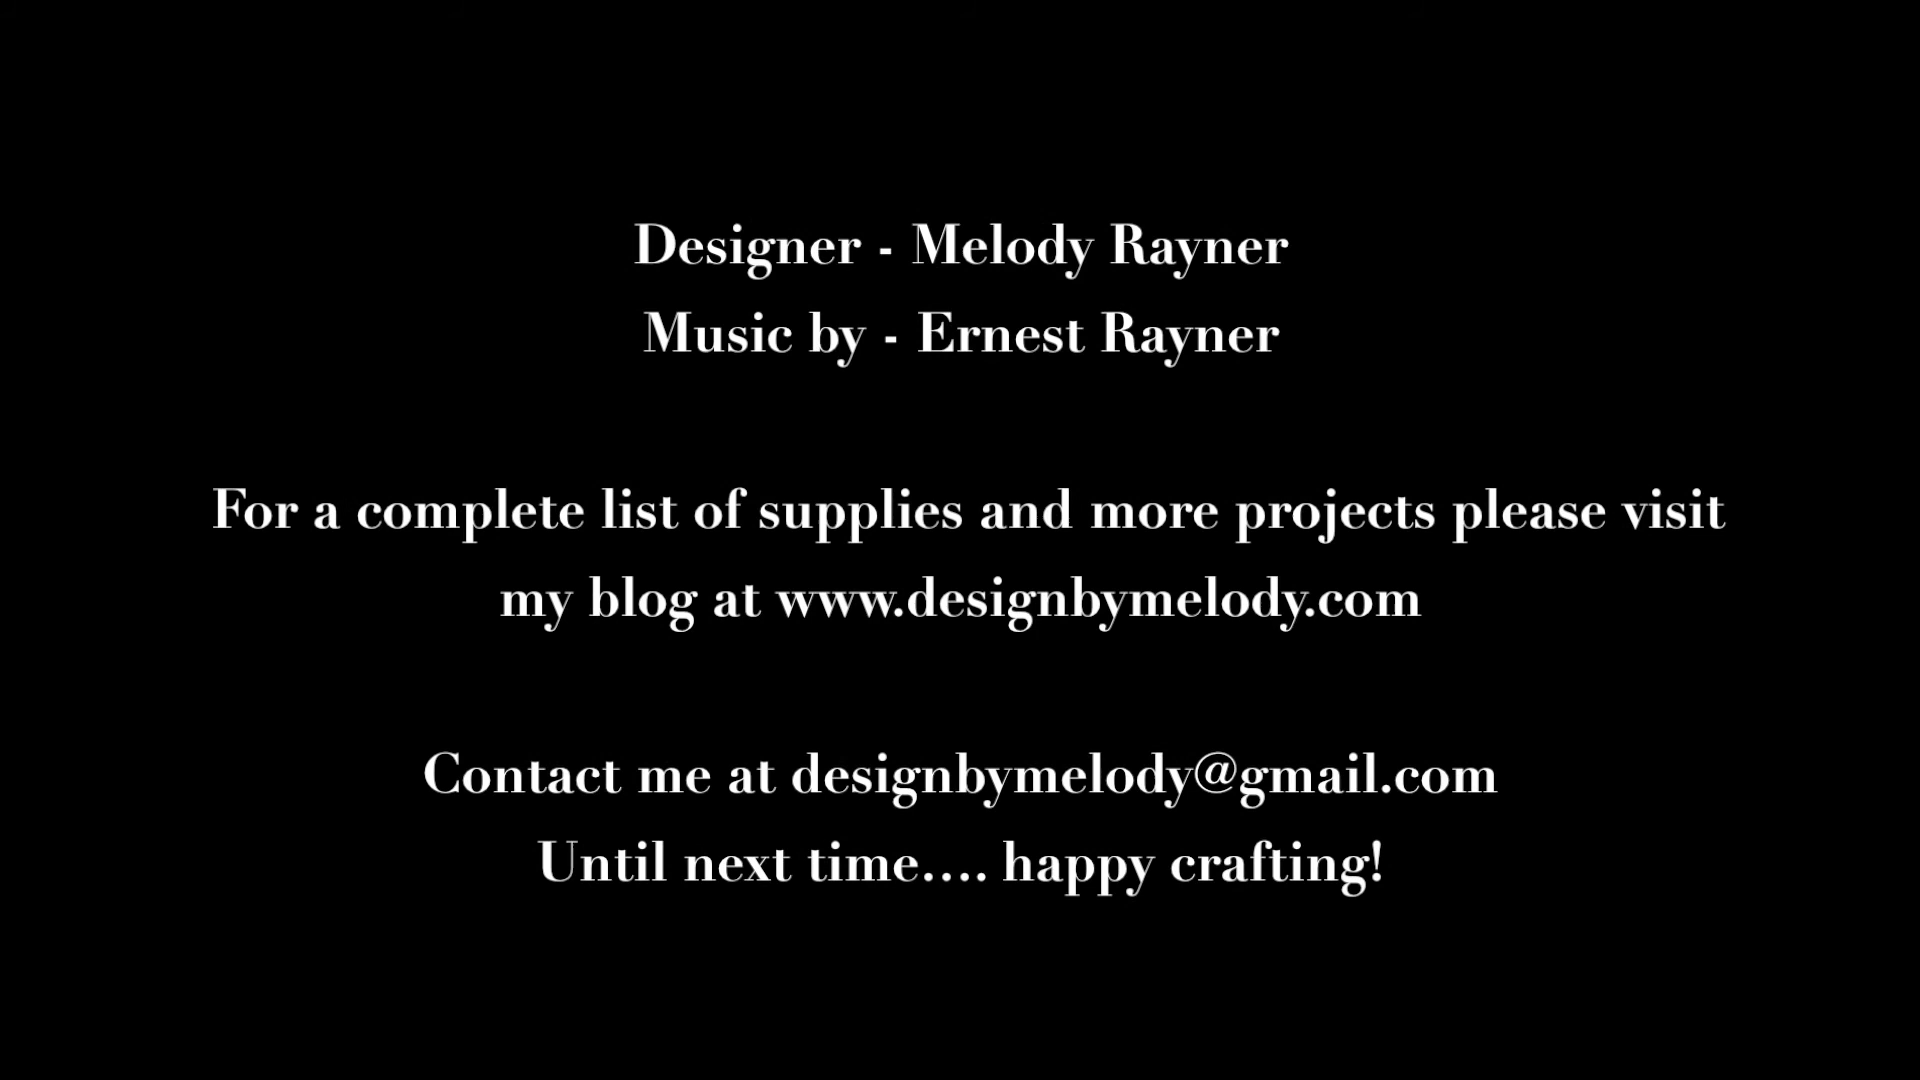 Designer - Melody Rayner
Music by - Ernest Rayner
For a complete list of supplies and more projects please visit
my blog at www.designbymelody.com
Contact me at designbymelody@gmail.com
Until next time.... happy crafting!